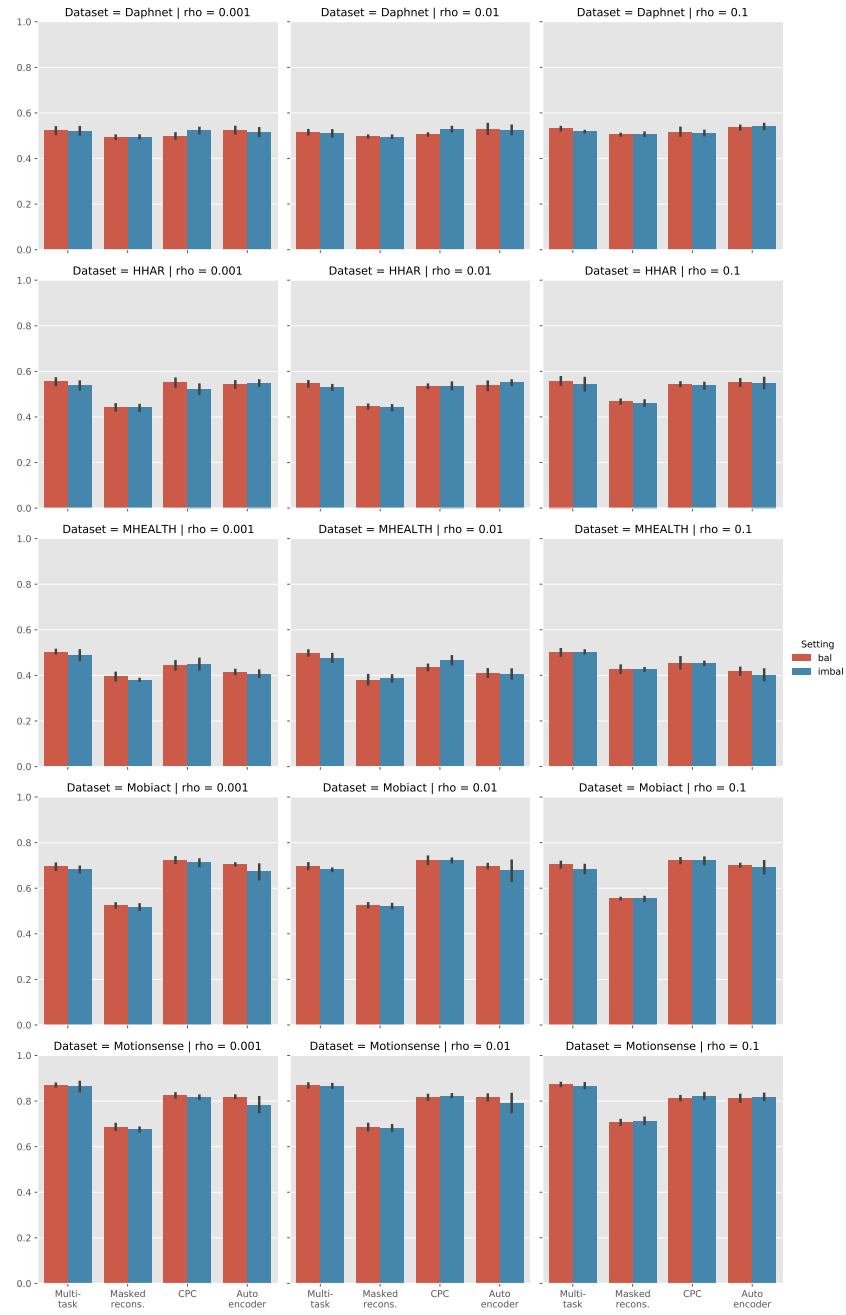 Dataset = Daphnet | rho = 0.001
Dataset = Daphnet | rho = 0.01
Dataset = Daphnet | rho = 0.1
1.0
0.8
0.6
0.4
0.2
0.0
Dataset = HHAR | rho = 0.001
Dataset = HHAR | rho = 0.01
Dataset = HHAR | rho = 0.1
1.0
0.8
0.6
0.4
0.2
0.0
Dataset = MHEALTH | rho = 0.001
Dataset = MHEALTH | rho = 0.01
Dataset = MHEALTH | rho = 0.1
1.0
0.8
0.6
0.4
0.2
0.0
Setting
bal
imbal
Dataset = Mobiact | rho = 0.001
Dataset = Mobiact | rho = 0.01
Dataset = Mobiact | rho = 0.1
1.0
0.8
0.6
0.4
0.2
0.0
Dataset = Motionsense | rho = 0.001
Dataset = Motionsense | rho = 0.01
Dataset = Motionsense | rho = 0.1
1.0
0.8
0.6
0.4
0.2
0.0
Multi-
task
Masked
recons.
CPC
Auto
encoder
Multi-
task
Masked
recons.
CPC
Auto
encoder
Multi-
task
Masked
recons.
CPC
Auto
encoder